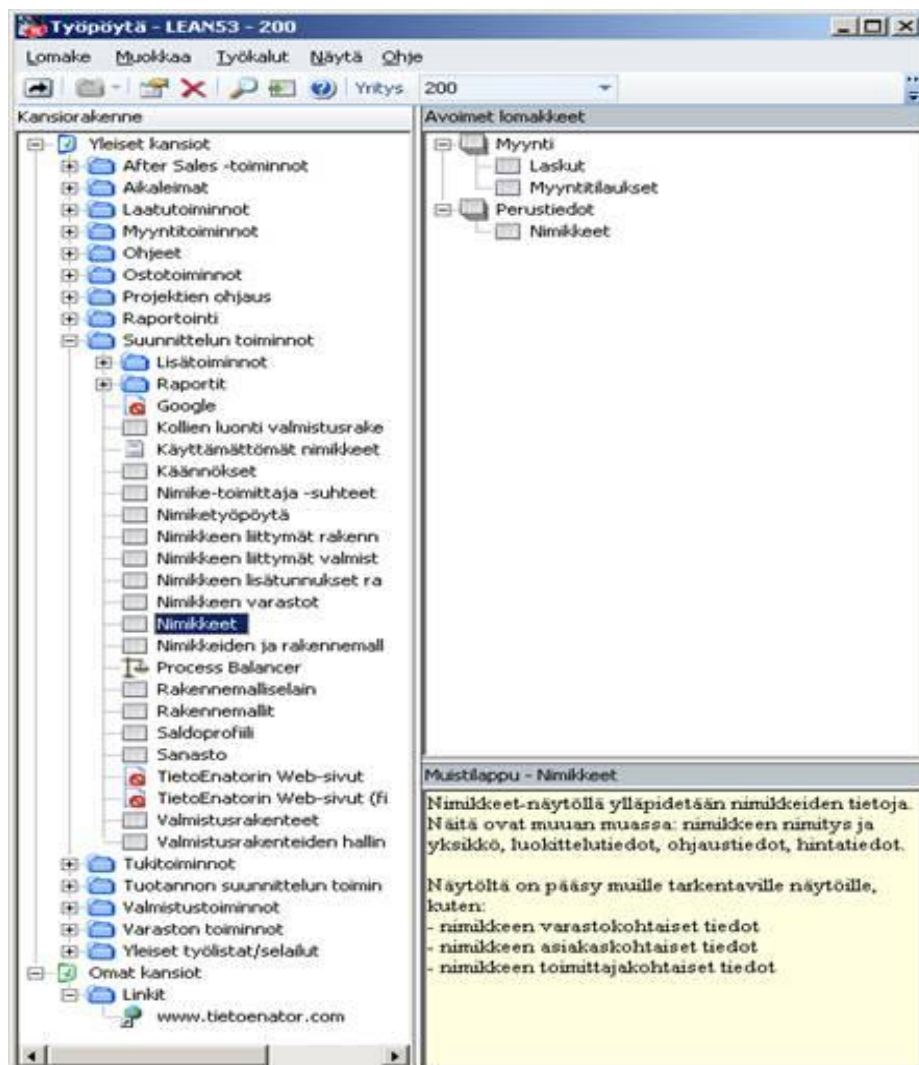 Työpöytä - LEAN53 - 200
Lomake Muokkaa Työkalut Näytä Ohje
Yritys 200
Kansiorakenne
Yleiset kansiot
After Sales -toiminnot
Aikaleimat
Laatutoiminnot
Myyntitoiminnot
Ohjeet
Ostotoiminnot
Projektien ohjaus
Raportointi
Suunnittelun toiminnot
Lisätoiminnot
Raportit
Google
Kollien luonti valmistusrake
Käyttämättömät nimikkeet
Käännökset
Nimike-toimittaja -suhteet
Nimiketyöpöytä
Nimikkeen liittymät rakenn
Nimikkeen liittymät valmist
Nimikkeen lisätunnukset ra
Nimikkeen varastot
Nimikkeet
Nimikkeiden ja rakennemall
Process Balancer
Rakennemalliselain
Rakennemallit
Saldoprofiili
Sanasto
TietoEnatorin Web-sivut
TietoEnatorin Web-sivut (fi
Valmistusrakenteet
Valmistusrakenteiden hallin
Tukitoiminnot
Tuotannon suunnittelun toimin
Valmistustoiminnot
Varaston toiminnot
Yleiset työlistat/selailut
Omat kansiot
Linkit
www.tietoenator.com
Avoimet lomakkeet
Myynti
Laskut
Myyntitilaukset
Perustiedot
Nimikkeet
Muistilappu - Nimikkeet
Nimikkeet-näytöllä ylläpidetään nimikkeiden tietoja.
Näitä ovat muuan muassa: nimikkeen nimitys ja
yksikkö, luokittelutiedot, ohjaustiedot, hintatiedot.
Näytöltä on pääsy muille tarkentaville näytöille,
kuten:
- nimikkeen varastokohtaiset tiedot
- nimikkeen asiakaskohtaiset tiedot
- nimikkeen toimittajakohtaiset tiedot